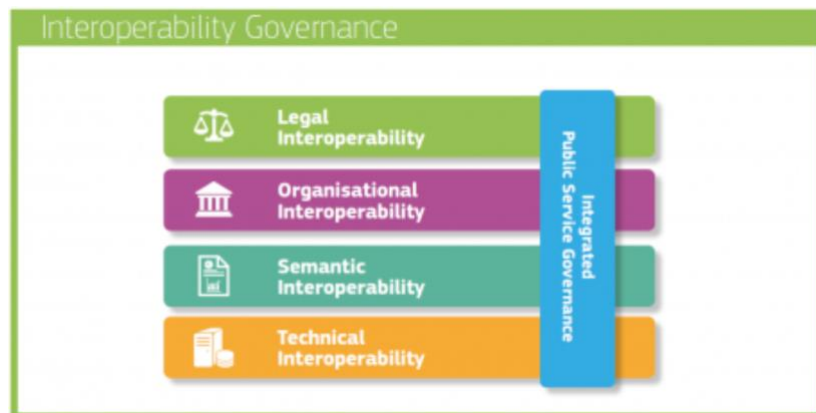 Interoperability Governance
Legal
Interoperability
Organisational
Interoperability
Semantic
Interoperability
Technical
Interoperability
Integrated
Public Service Governance